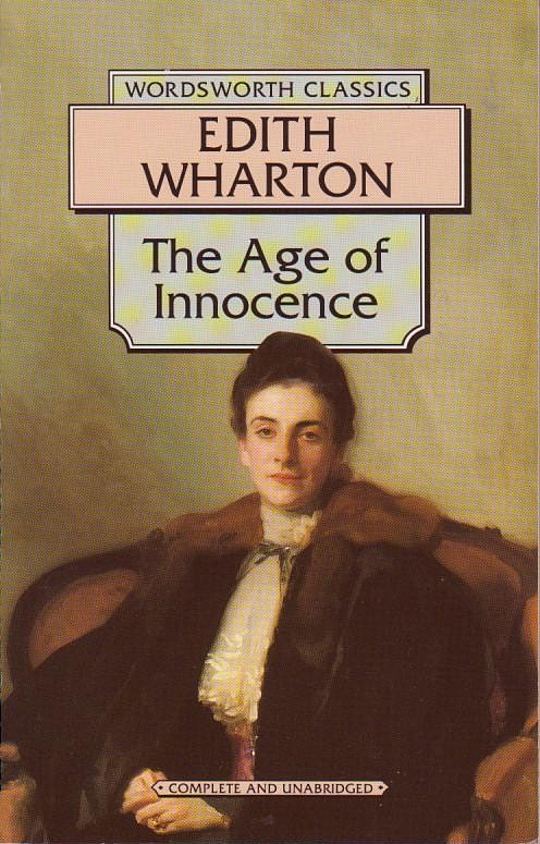 WORDSWORTH CLASSICS
EDITH
WHARTON
The Age of
Innocence
COMPLETE AND UNABRIDGED